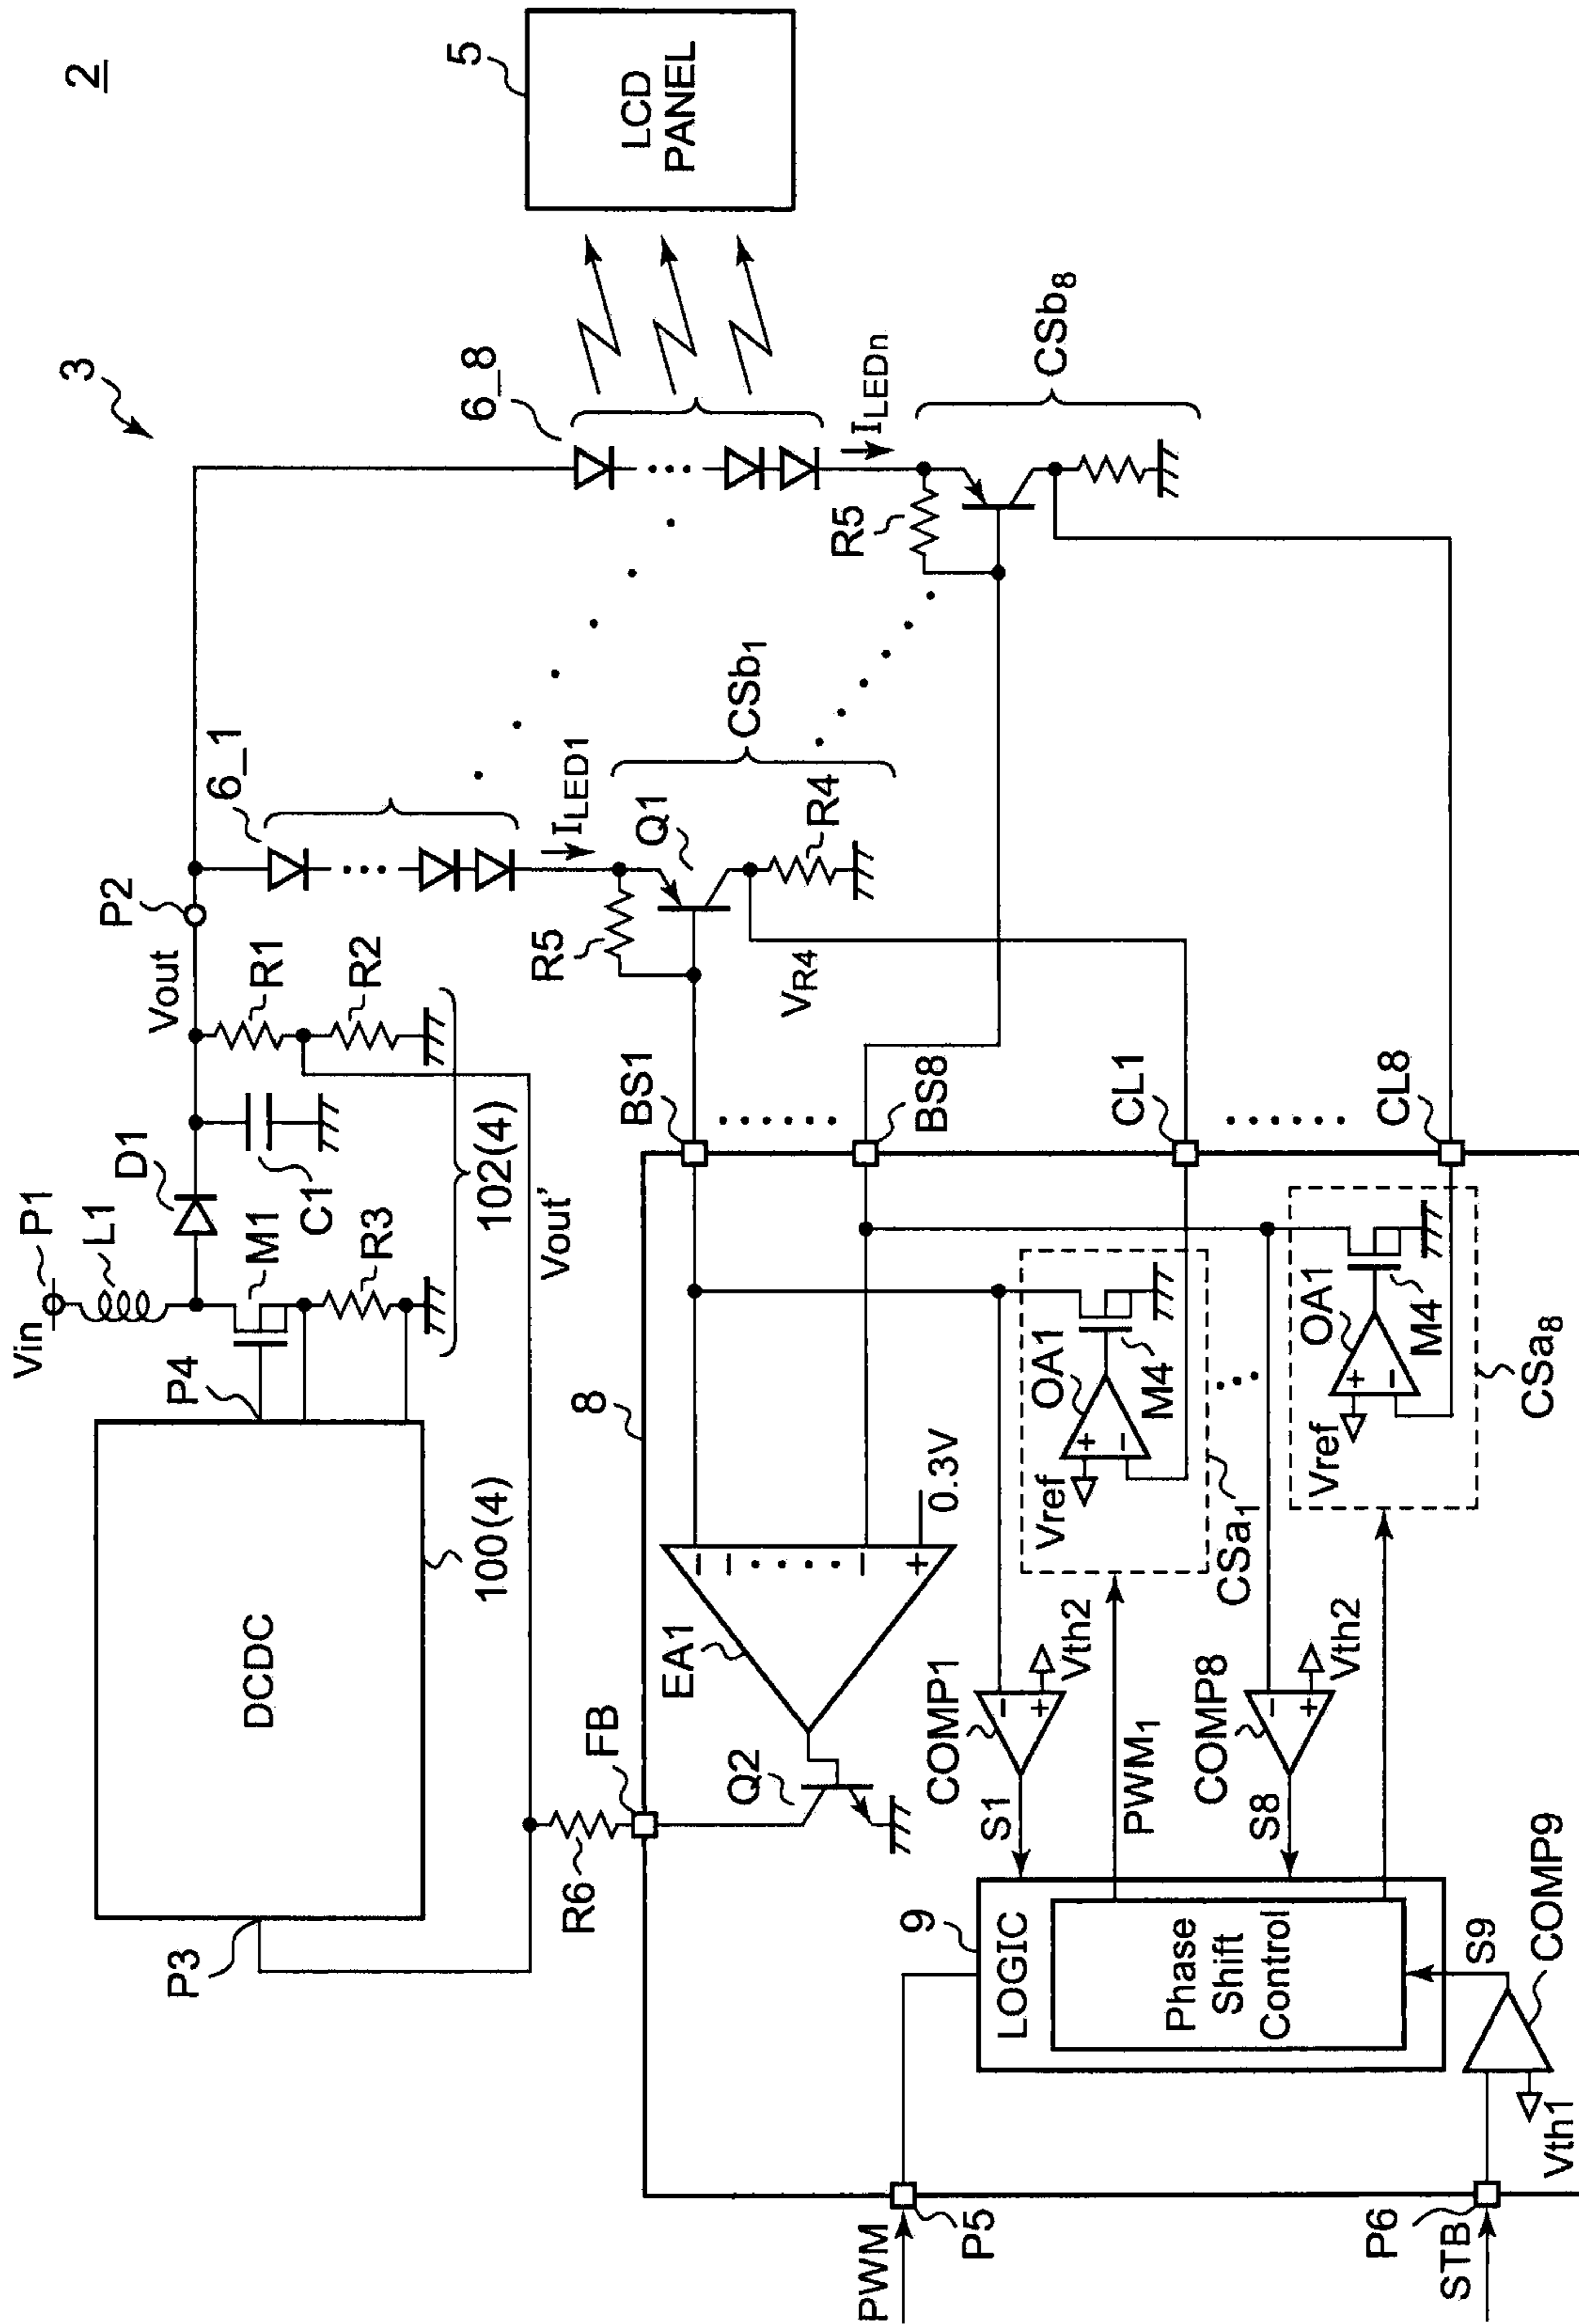 2
3
5
LCD
PANEL
6_8
I_LEDn
CSb8
R5
6_1
I_LED1
CSb1
Q1
R4
R5
V_R4
P2
Vout
R1
R2
102(4)
Vout'
D1
C1
Vin
P1
L1
M1
R3
P4
DCDC
100(4)
P3
8
BS1
BS8
CL1
CL8
0.3V
EA1
FB
R6
Q2
OA1
M4
Vref
CSa1
OA1
M4
Vref
CSa8
COMP1
Vth2
S1
PWM1
COMP8
Vth2
S8
9
LOGIC
Phase
Shift
Control
S9
COMP9
Vth1
PWM
P5
STB
P6
− − − +
+ −
+ −
− +
− +